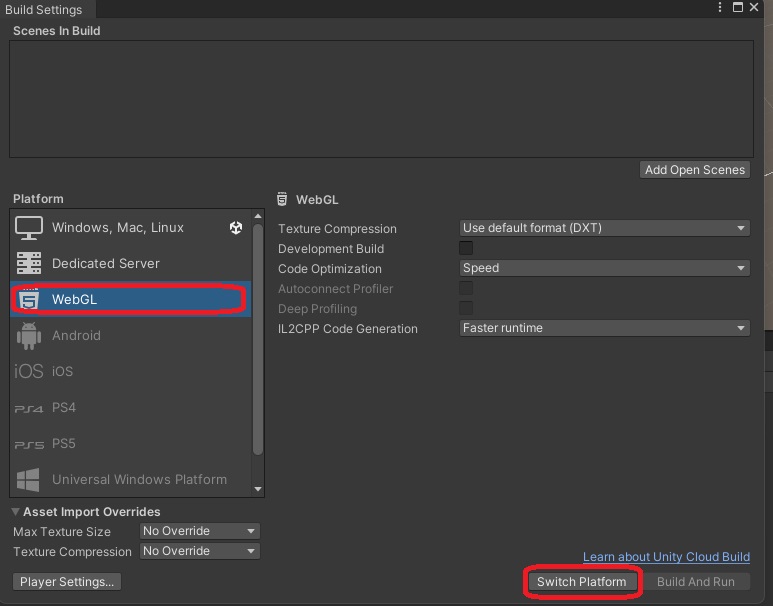 Build Settings
Scenes In Build
Add Open Scenes
Platform
Windows, Mac, Linux
Dedicated Server
WebGL
Android
iOS iOS
PS4 PS4
PS5 PS5
Universal Windows Platform
WebGL
Texture Compression Use default format (DXT)
Development Build
Code Optimization Speed
Autoconnect Profiler
Deep Profiling
IL2CPP Code Generation Faster runtime
Asset Import Overrides
Max Texture Size No Override
Texture Compression No Override
Learn about Unity Cloud Build
Player Settings... Switch Platform Build And Run